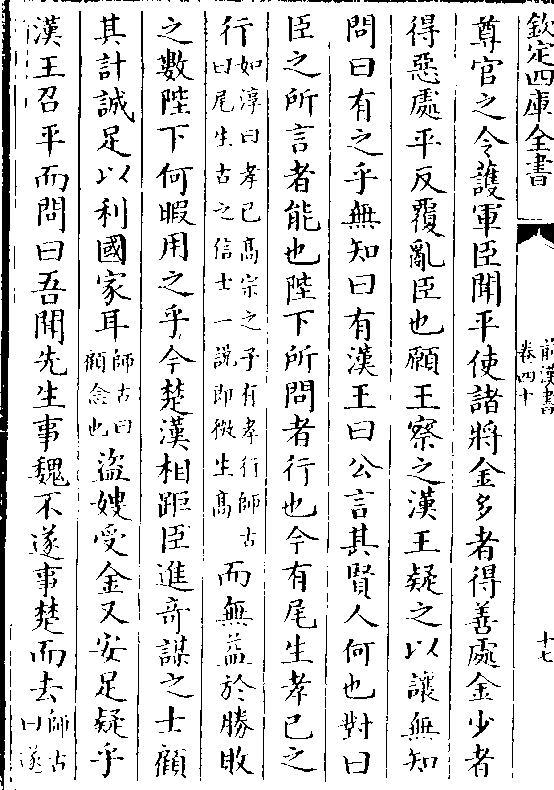 欽定四庫全書
前漢書
卷四十
十七
尊官之令護軍臣聞平使諸將金多者得善處金少者
得惡處平反覆亂臣也願王察之漢王疑之以讓無知
問曰有之乎無知曰有漢王曰公言其賢人何也對曰
臣之所言者能也陛下所問者行也今有尾生孝已之
行如淳曰孝已髙宗之子有孝行師古曰尾生古之信士一説即微生髙而無益於勝敗
之數陛下何暇用之乎今楚漢相距臣進竒謀之士顧
其計誠足以利國家耳師古曰顧念也盜嫂受金又安足疑乎
漢王召平而問曰吾聞先生事魏不遂事楚而去師古曰遂